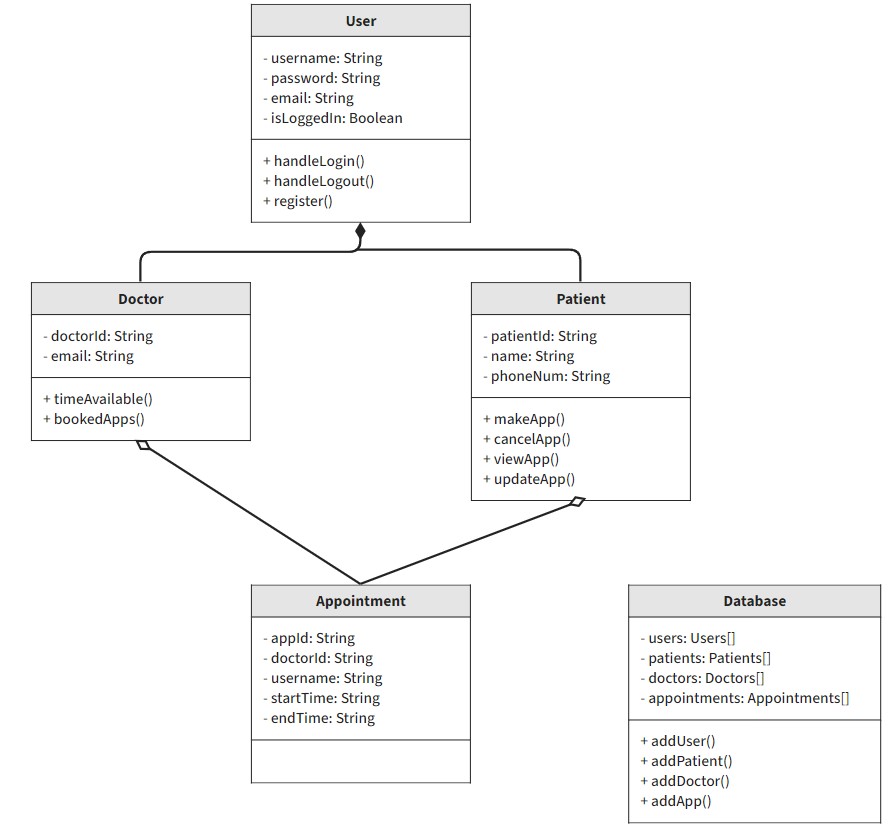 User
- username: String
- password: String
- email: String
- isLoggedIn: Boolean
+ handleLogin()
+ handleLogout()
+ register()
Doctor
- doctorId: String
- email: String
+ timeAvailable()
+ bookedApps()
Patient
- patientId: String
- name: String
- phoneNum: String
+ makeApp()
+ cancelApp()
+ viewApp()
+ updateApp()
Appointment
- appId: String
- doctorId: String
- username: String
- startTime: String
- endTime: String
Database
- users: Users[]
- patients: Patients[]
- doctors: Doctors[]
- appointments: Appointments[]
+ addUser()
+ addPatient()
+ addDoctor()
+ addApp()